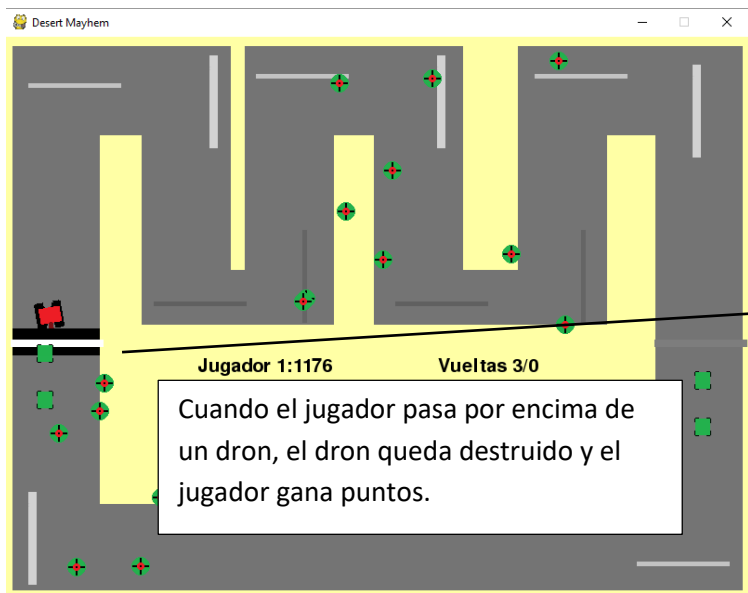 Desert Mayhem
Jugador 1:1176
Vueltas 3/0
Cuando el jugador pasa por encima de
un dron, el dron queda destruido y el
jugador gana puntos.